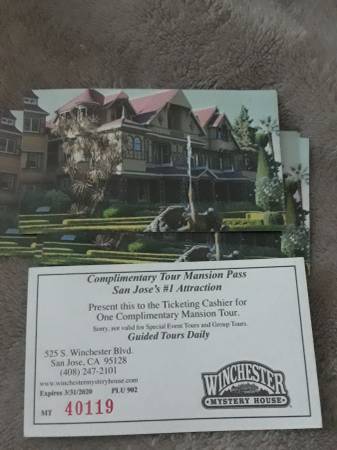 Complimentary Tour Mansion Pass
San Jose's #1 Attraction
Present this to the Ticketing Cashier for
One Complimentary Mansion Tour.
Sorry, not valid for Special Event Tours and Group Tours.
Guided Tours Daily
525 S. Winchester Blvd.
San Jose, CA 95128
(408) 247-2101
www.winchestermysteryhouse.com
Expires 3/31/2020 PLU 902
MT 40119
WINCHESTER
MYSTERY HOUSE